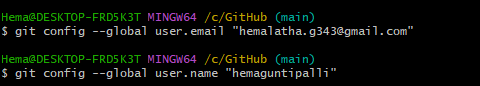 Hema@DESKTOP-FRD5K3T MINGW64 /c/GitHub (main)
$ git config --global user.email "hemalatha.g343@gmail.com"
Hema@DESKTOP-FRD5K3T MINGW64 /c/GitHub (main)
$ git config --global user.name "hemaguntipalli"